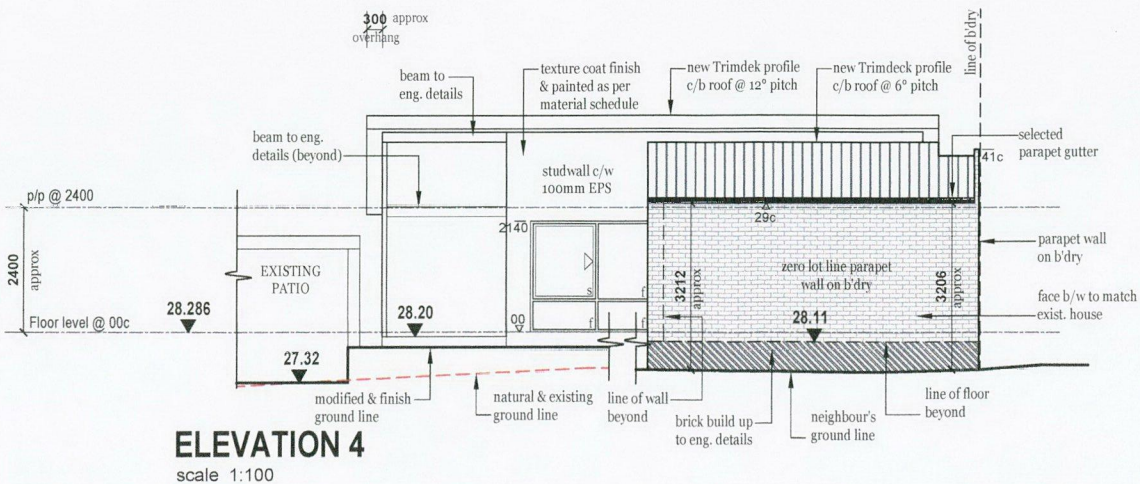 300 approx
overhang
beam to
eng. details
texture coat finish
& painted as per
material schedule
new Trimdek profile
c/b roof @ 12° pitch
new Trimdeck profile
c/b roof @ 6° pitch
line of b'dry
beam to eng.
details (beyond)
studwall c/w
100mm EPS
selected
parapet gutter
41c
p/p @ 2400
29c
2140
2400
approx
EXISTING
PATIO
s
f
f
f
3212
approx
zero lot line parapet
wall on b'dry
3206
approx
parapet wall
on b'dry
face b/w to match
exist. house
28.286
Floor level @ 00c
28.20
00
28.11
27.32
modified & finish
ground line
natural & existing
ground line
line of wall
beyond
brick build up
to eng. details
neighbour's
ground line
line of floor
beyond
ELEVATION 4
scale 1:100